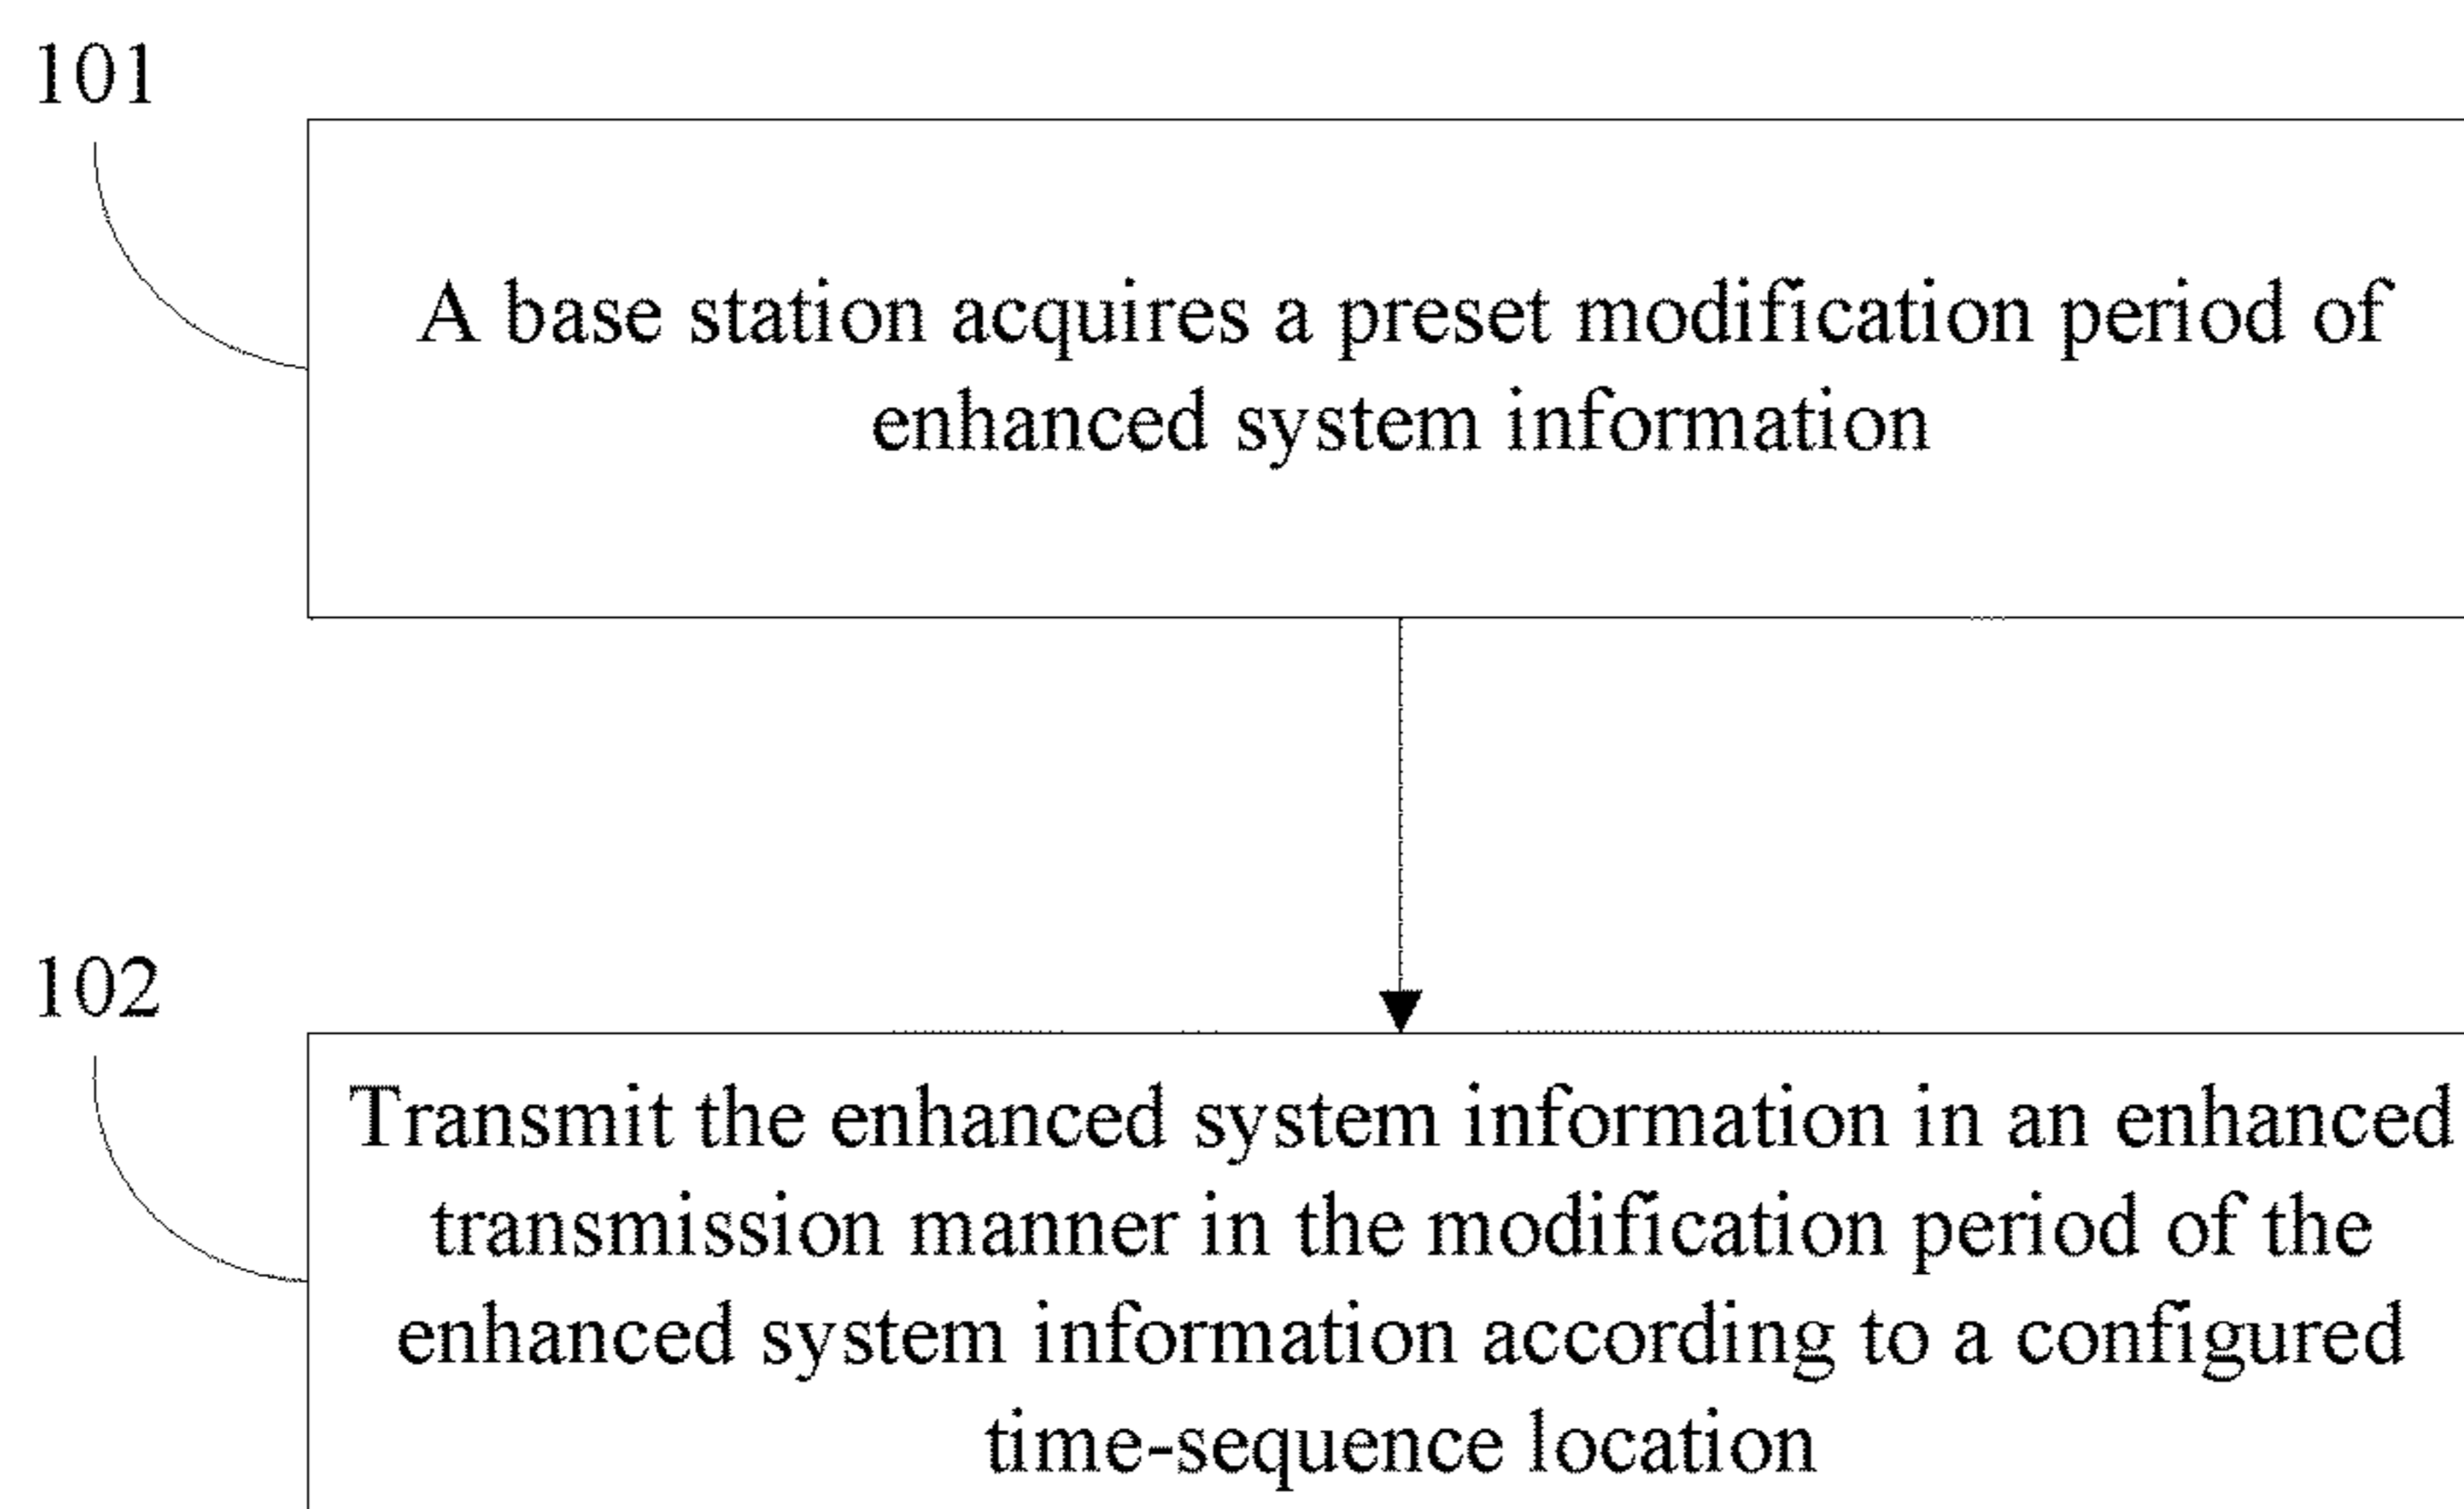 101
A base station acquires a preset modification period of
enhanced system information
102
Transmit the enhanced system information in an enhanced
transmission manner in the modification period of the
enhanced system information according to a configured
time-sequence location